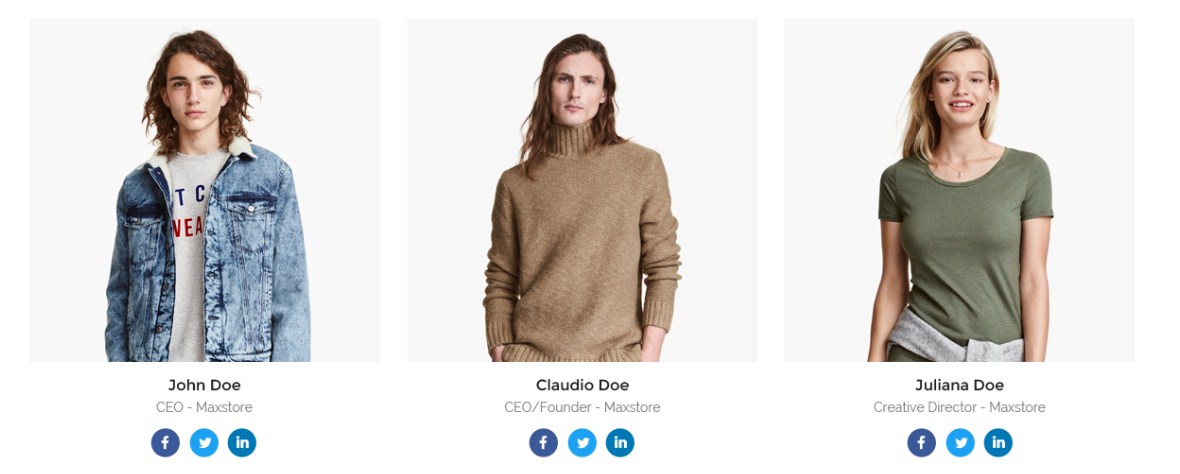 T C
WEA
John Doe
CEO - Maxstore
Claudio Doe
CEO/Founder - Maxstore
Juliana Doe
Creative Director - Maxstore
f
in
f
in
f
in